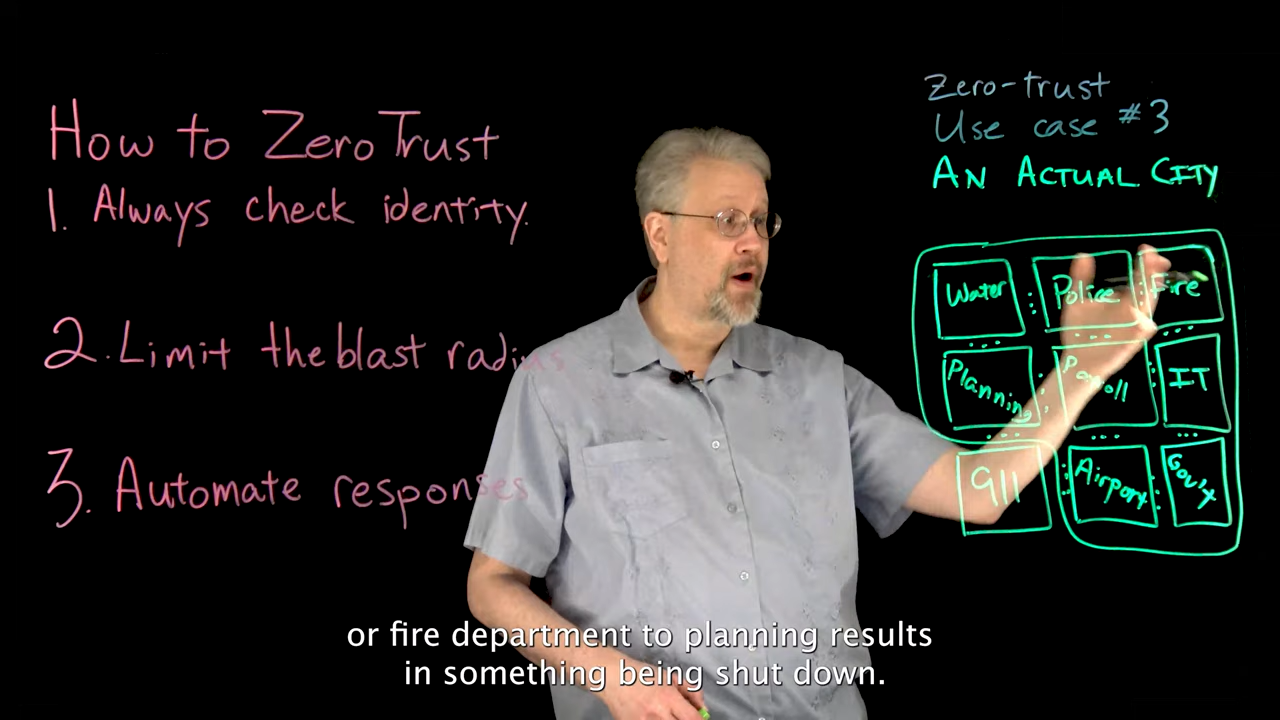 How to Zero Trust
1. Always check identity.
2. Limit the blast radius
3. Automate responses
Zero-trust
Use case #3
AN ACTUAL CITY
Water Police Fire
Planning Payroll IT
911 Airport Gov't
or fire department to planning results
in something being shut down.